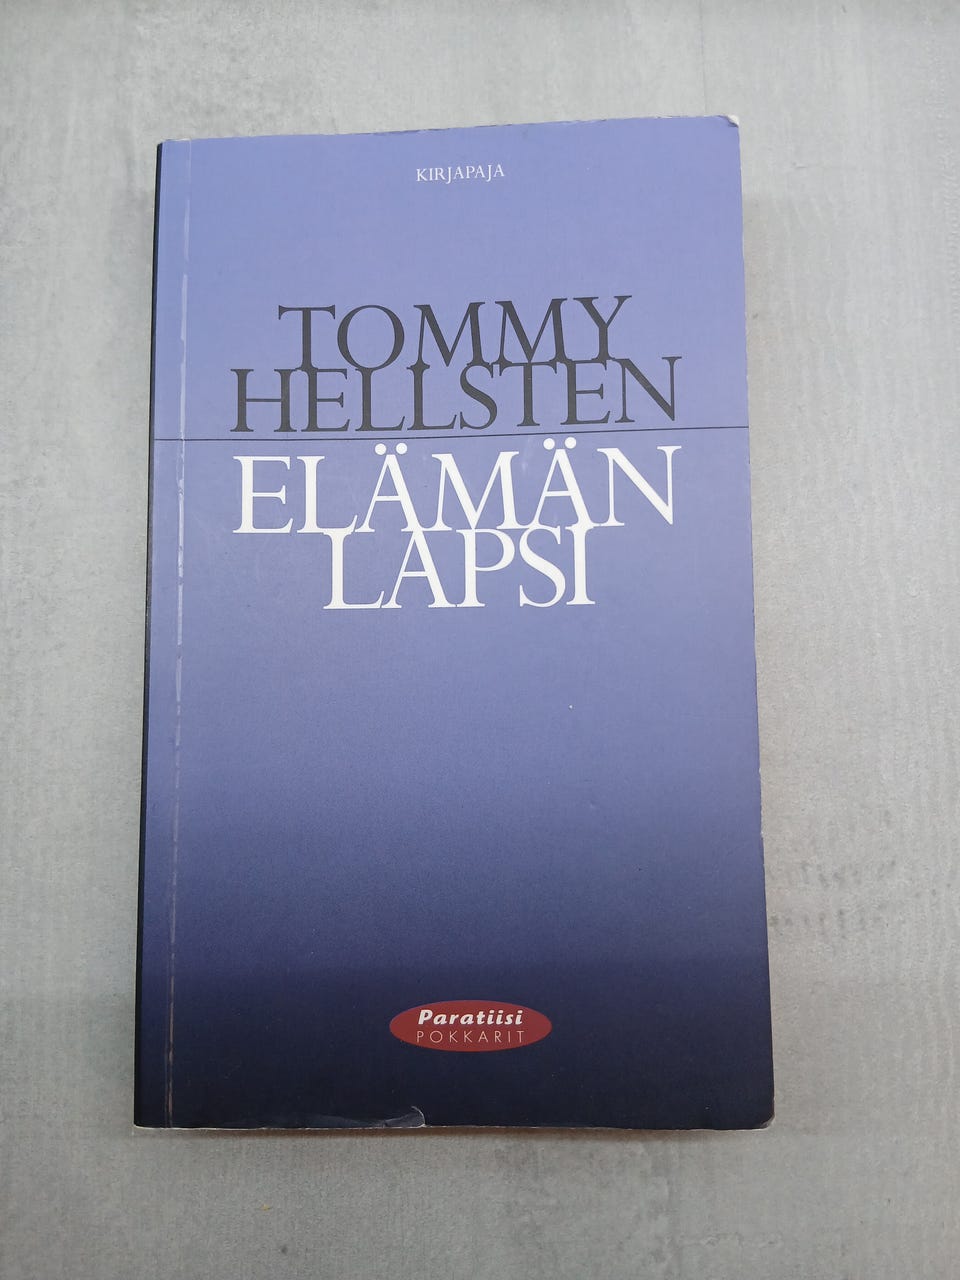 KIRJAPAJA
TOMMY
HELLSTEN
ELÄMÄN
LAPSI
Paratiisi
POKKARIT